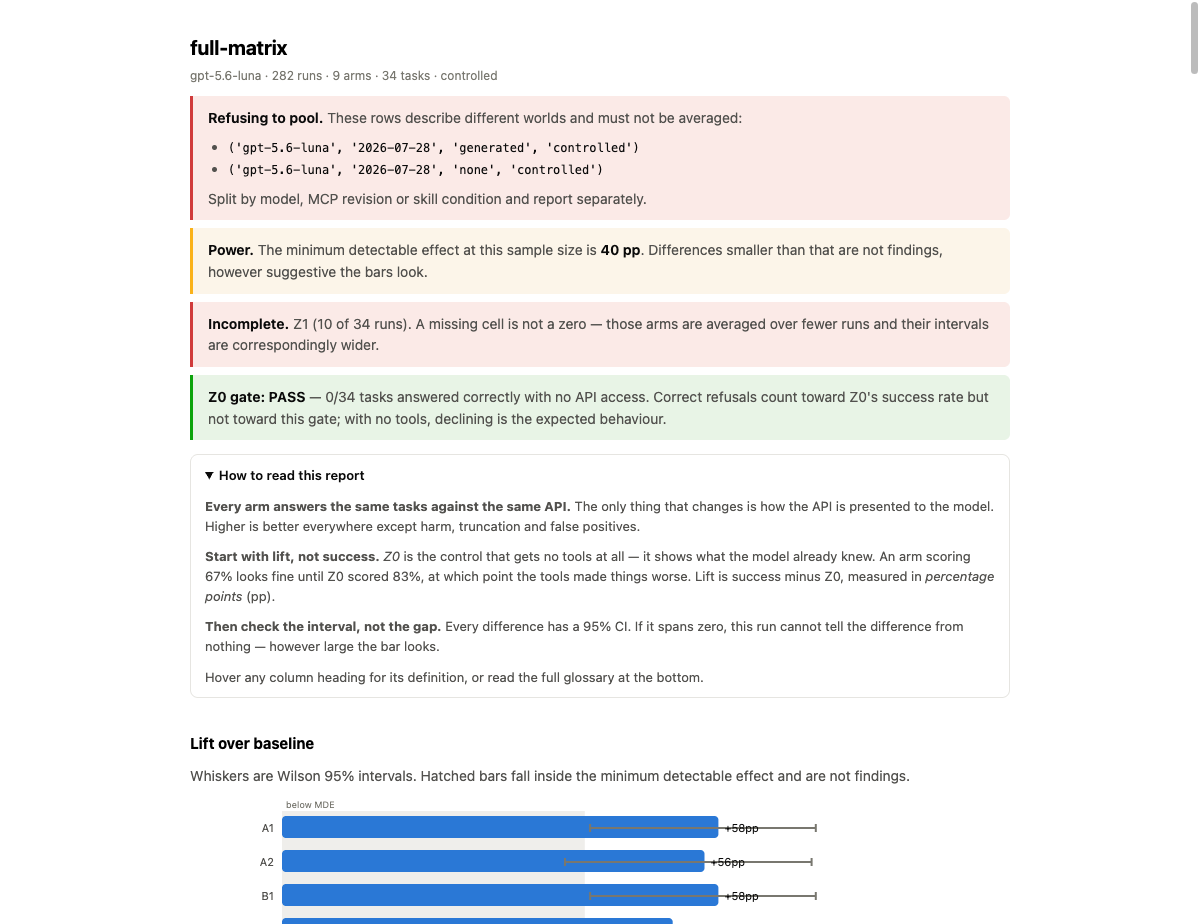 full-matrix
gpt-5.6-luna · 282 runs · 9 arms · 34 tasks · controlled
Refusing to pool. These rows describe different worlds and must not be averaged:
• ('gpt-5.6-luna', '2026-07-28', 'generated', 'controlled')
• ('gpt-5.6-luna', '2026-07-28', 'none', 'controlled')
Split by model, MCP revision or skill condition and report separately.
Power. The minimum detectable effect at this sample size is 40 pp. Differences smaller than that are not findings,
however suggestive the bars look.
Incomplete. Z1 (10 of 34 runs). A missing cell is not a zero — those arms are averaged over fewer runs and their intervals
are correspondingly wider.
Z0 gate: PASS — 0/34 tasks answered correctly with no API access. Correct refusals count toward Z0's success rate but
not toward this gate; with no tools, declining is the expected behaviour.
▼ How to read this report
Every arm answers the same tasks against the same API. The only thing that changes is how the API is presented to the model.
Higher is better everywhere except harm, truncation and false positives.
Start with lift, not success. Z0 is the control that gets no tools at all — it shows what the model already knew. An arm scoring
67% looks fine until Z0 scored 83%, at which point the tools made things worse. Lift is success minus Z0, measured in percentage
points (pp).
Then check the interval, not the gap. Every difference has a 95% CI. If it spans zero, this run cannot tell the difference from
nothing — however large the bar looks.
Hover any column heading for its definition, or read the full glossary at the bottom.
Lift over baseline
Whiskers are Wilson 95% intervals. Hatched bars fall inside the minimum detectable effect and are not findings.
below MDE
A1 +58pp
A2 +56pp
B1 +58pp